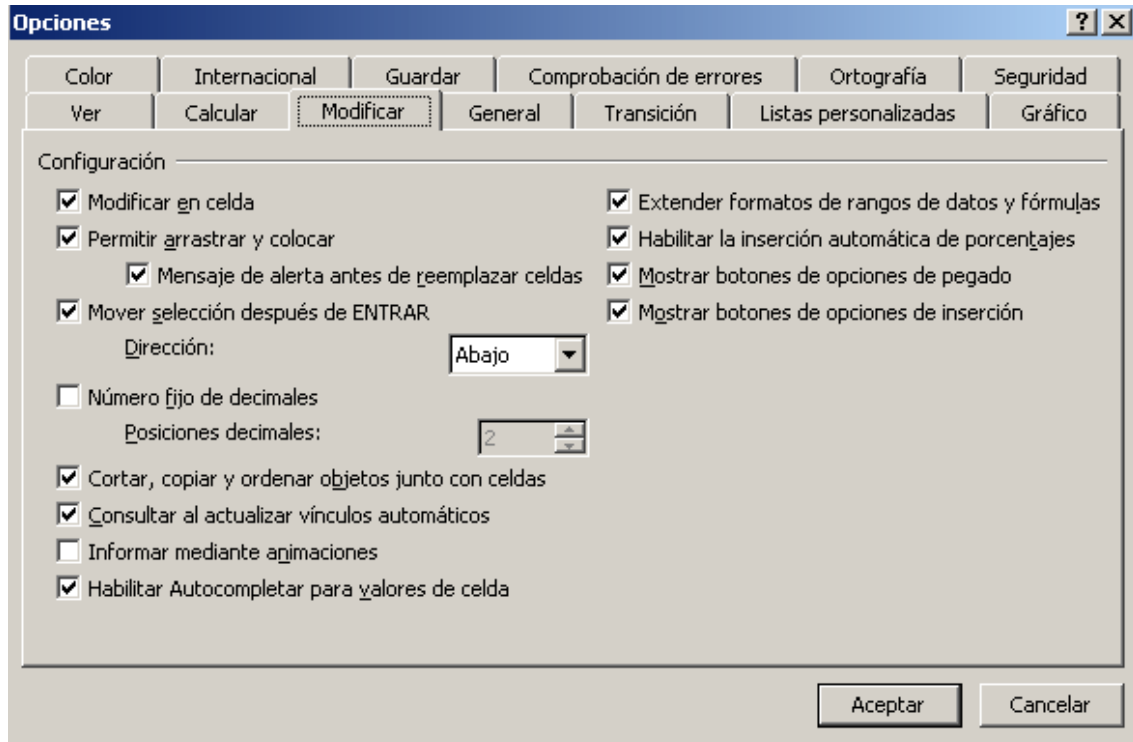 Opciones
Color Internacional Guardar Comprobación de errores Ortografía Seguridad
Ver Calcular Modificar General Transición Listas personalizadas Gráfico
Configuración
Modificar en celda
Permitir arrastrar y colocar
Mensaje de alerta antes de reemplazar celdas
Mover selección después de ENTRAR
Dirección: Abajo
Número fijo de decimales
Posiciones decimales: 2
Cortar, copiar y ordenar objetos junto con celdas
Consultar al actualizar vínculos automáticos
Informar mediante animaciones
Habilitar Autocompletar para valores de celda
Extender formatos de rangos de datos y fórmulas
Habilitar la inserción automática de porcentajes
Mostrar botones de opciones de pegado
Mostrar botones de opciones de inserción
Aceptar Cancelar